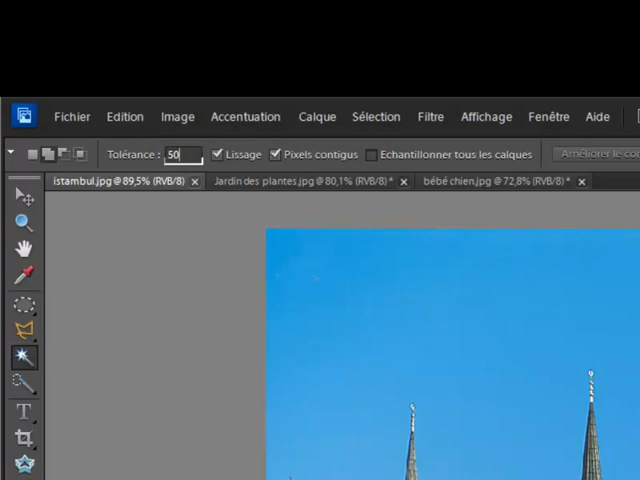 Fichier Edition Image Accentuation Calque Sélection Filtre Affichage Fenêtre Aide
Tolérance : 50 Lissage Pixels contigus Echantillonner tous les calques Améliorer le
istambul.jpg @ 89,5% (RVB/8) Jardin des plantes.jpg @ 80,1% (RVB/8) * bébé chien.jpg @ 72,8% (RVB/8) *
T